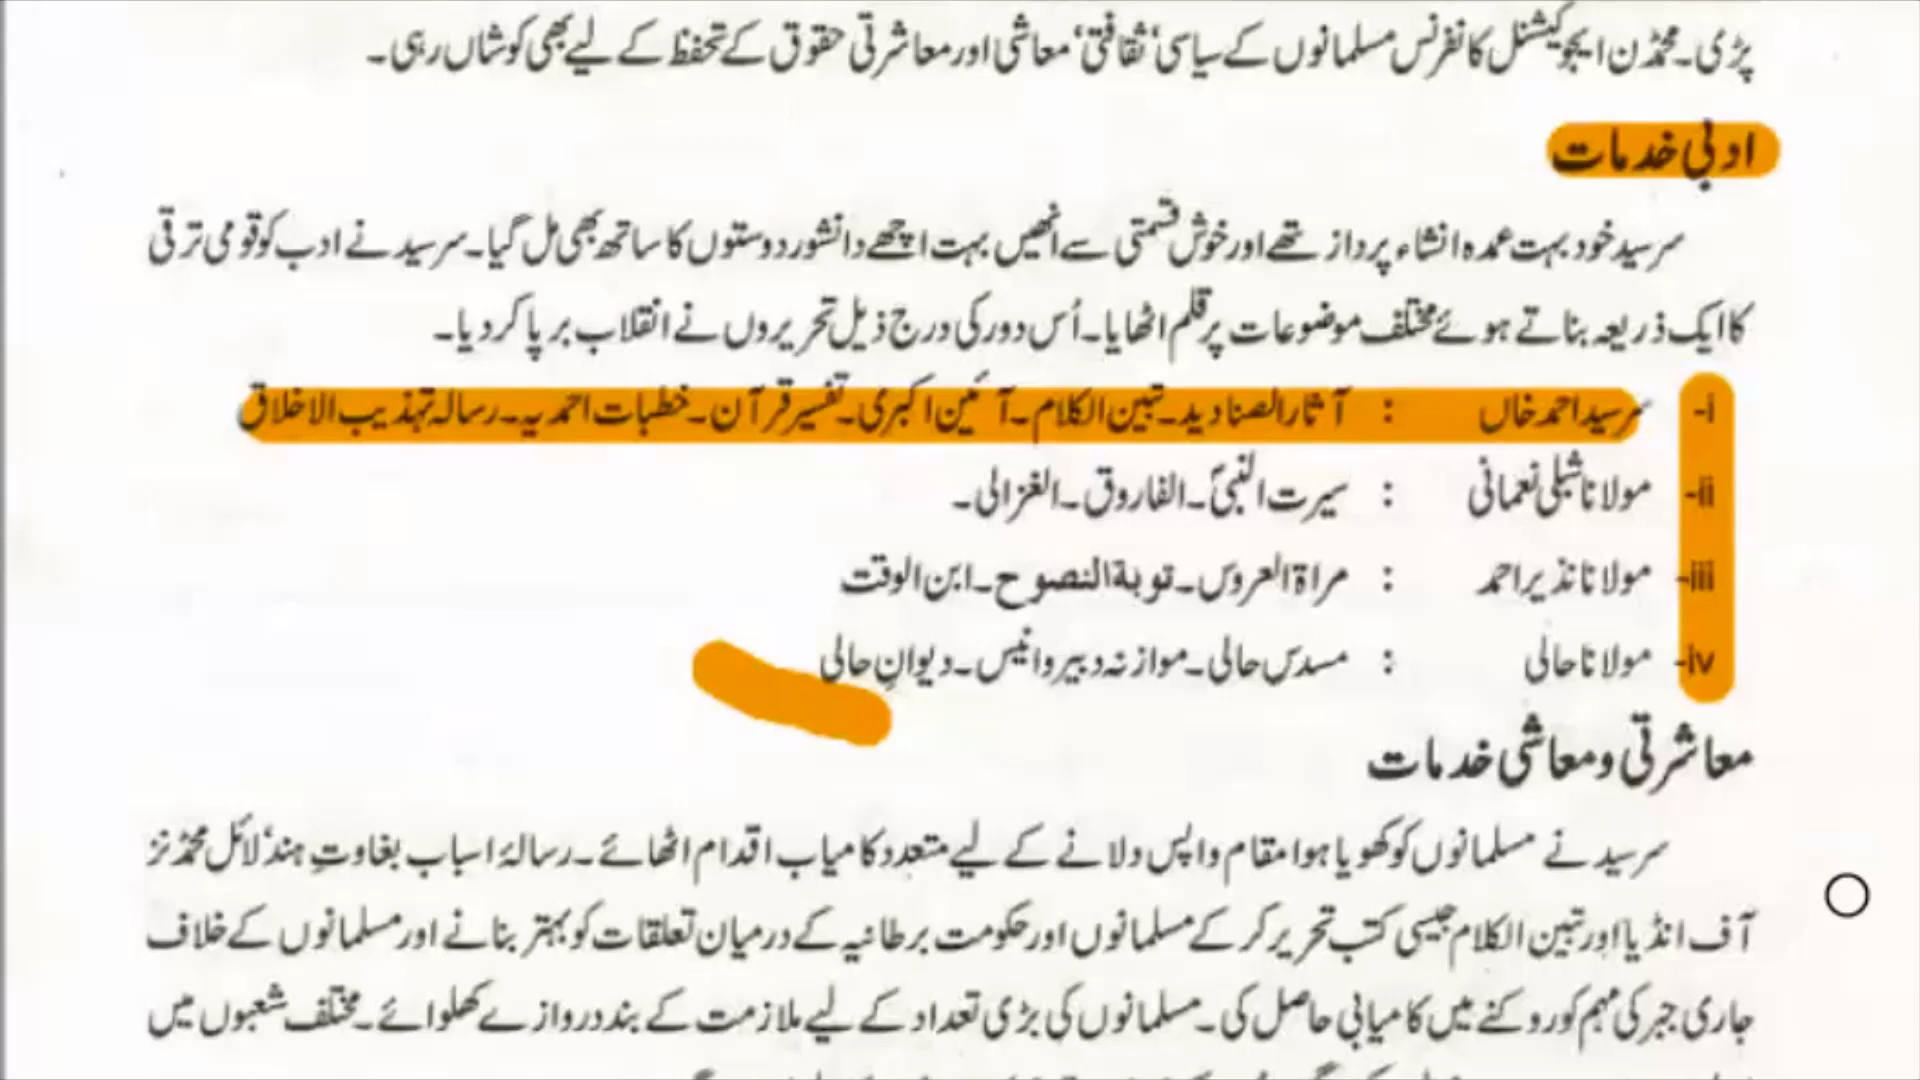 پڑی۔ محمڈن ایجوکیشنل کانفرنس مسلمانوں کے سیاسی‘ ثقافتی‘ معاشی اور معاشرتی حقوق کے تحفظ کے لیے بھی کوشاں رہی۔
ادبی خدمات
سرسید خود بہت عمدہ انشاء پرداز تھے اور خوش قسمتی سے انھیں بہت اچھے دانشور دوستوں کا ساتھ بھی مل گیا۔ سرسید نے ادب کو قومی ترقی
کا ایک ذریعہ بناتے ہوئے مختلف موضوعات پر قلم اٹھایا۔ اُس دور کی درج ذیل تحریروں نے انقلاب برپا کر دیا۔
i- سرسید احمد خاں : آثار الصنادید۔ تبین الکلام۔ آئین اکبری۔ تفسیر قرآن۔ خطبات احمدیہ۔ رسالہ تہذیب الاخلاق
ii- مولانا شبلی نعمانی : سیرت النبیؐ۔ الفاروق۔ الغزالی۔
iii- مولانا نذیر احمد : مراۃ العروس۔ توبۃ النصوح۔ ابن الوقت
iv- مولانا حالی : مسدس حالی۔ موازنہ دبیر و انیس۔ دیوانِ حالی
معاشرتی و معاشی خدمات
سرسید نے مسلمانوں کو کھویا ہوا مقام واپس دلانے کے لیے متعدد کامیاب اقدام اٹھائے۔ رسالۂ اسباب بغاوتِ ہند‘ لائل محمڈنز
آف انڈیا اور تبین الکلام جیسی کتب تحریر کر کے مسلمانوں اور حکومت برطانیہ کے درمیان تعلقات کو بہتر بنانے اور مسلمانوں کے خلاف
جاری جبر کی مہم کو روکنے میں کامیابی حاصل کی۔ مسلمانوں کی بڑی تعداد کے لیے ملازمت کے بند دروازے کھلوائے۔ مختلف شعبوں میں